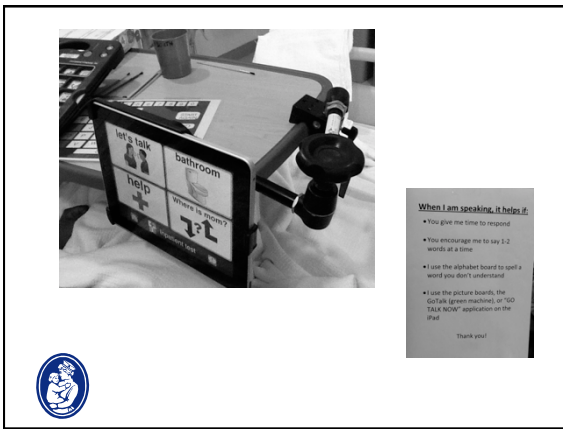 let's talk
bathroom
help
Where is mom?
?
inpatient test
When I am speaking, it helps if:
• You give me time to respond
• You encourage me to say 1-2
words at a time
• I use the alphabet board to spell a
word you don't understand
• I use the picture boards, the
GoTalk (green machine), or "GO
TALK NOW" application on the
iPad
Thank you!